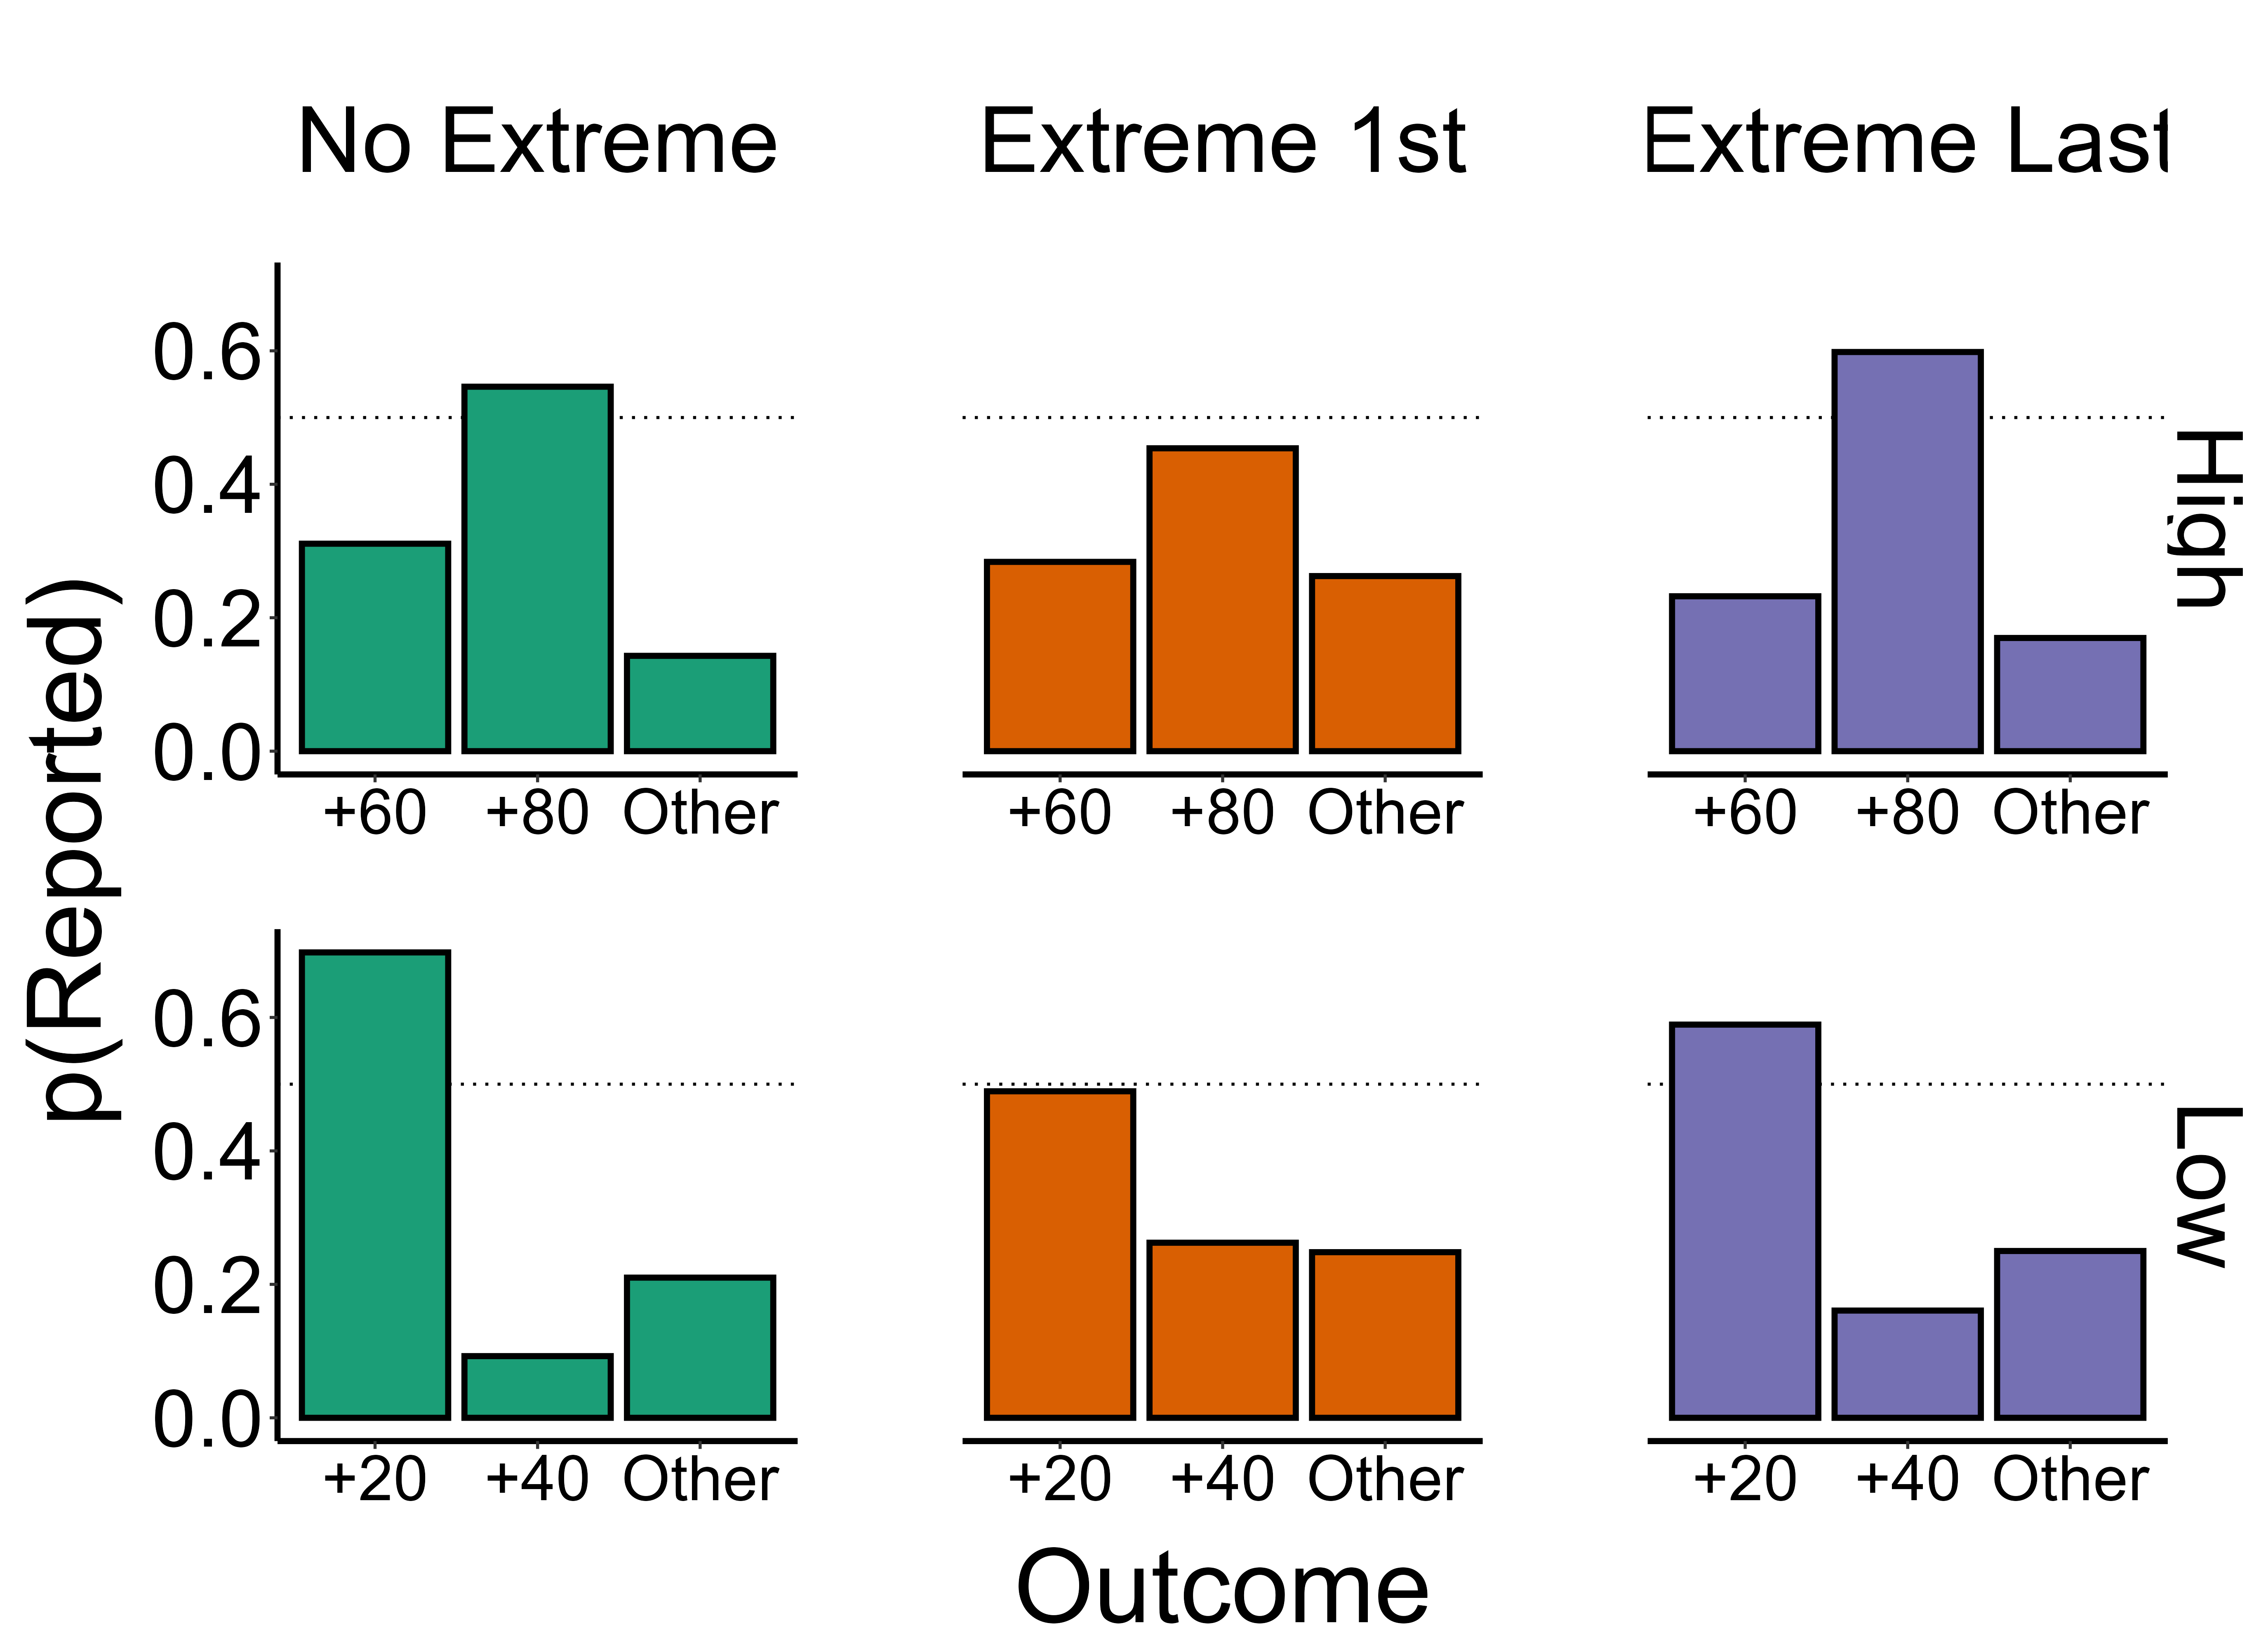 No Extreme
Extreme 1st
Extreme Last
p(Reported)
0.6
0.4
0.2
0.0
+60 +80 Other
+60 +80 Other
+60 +80 Other
High
0.6
0.4
0.2
0.0
+20 +40 Other
+20 +40 Other
+20 +40 Other
Low
Outcome